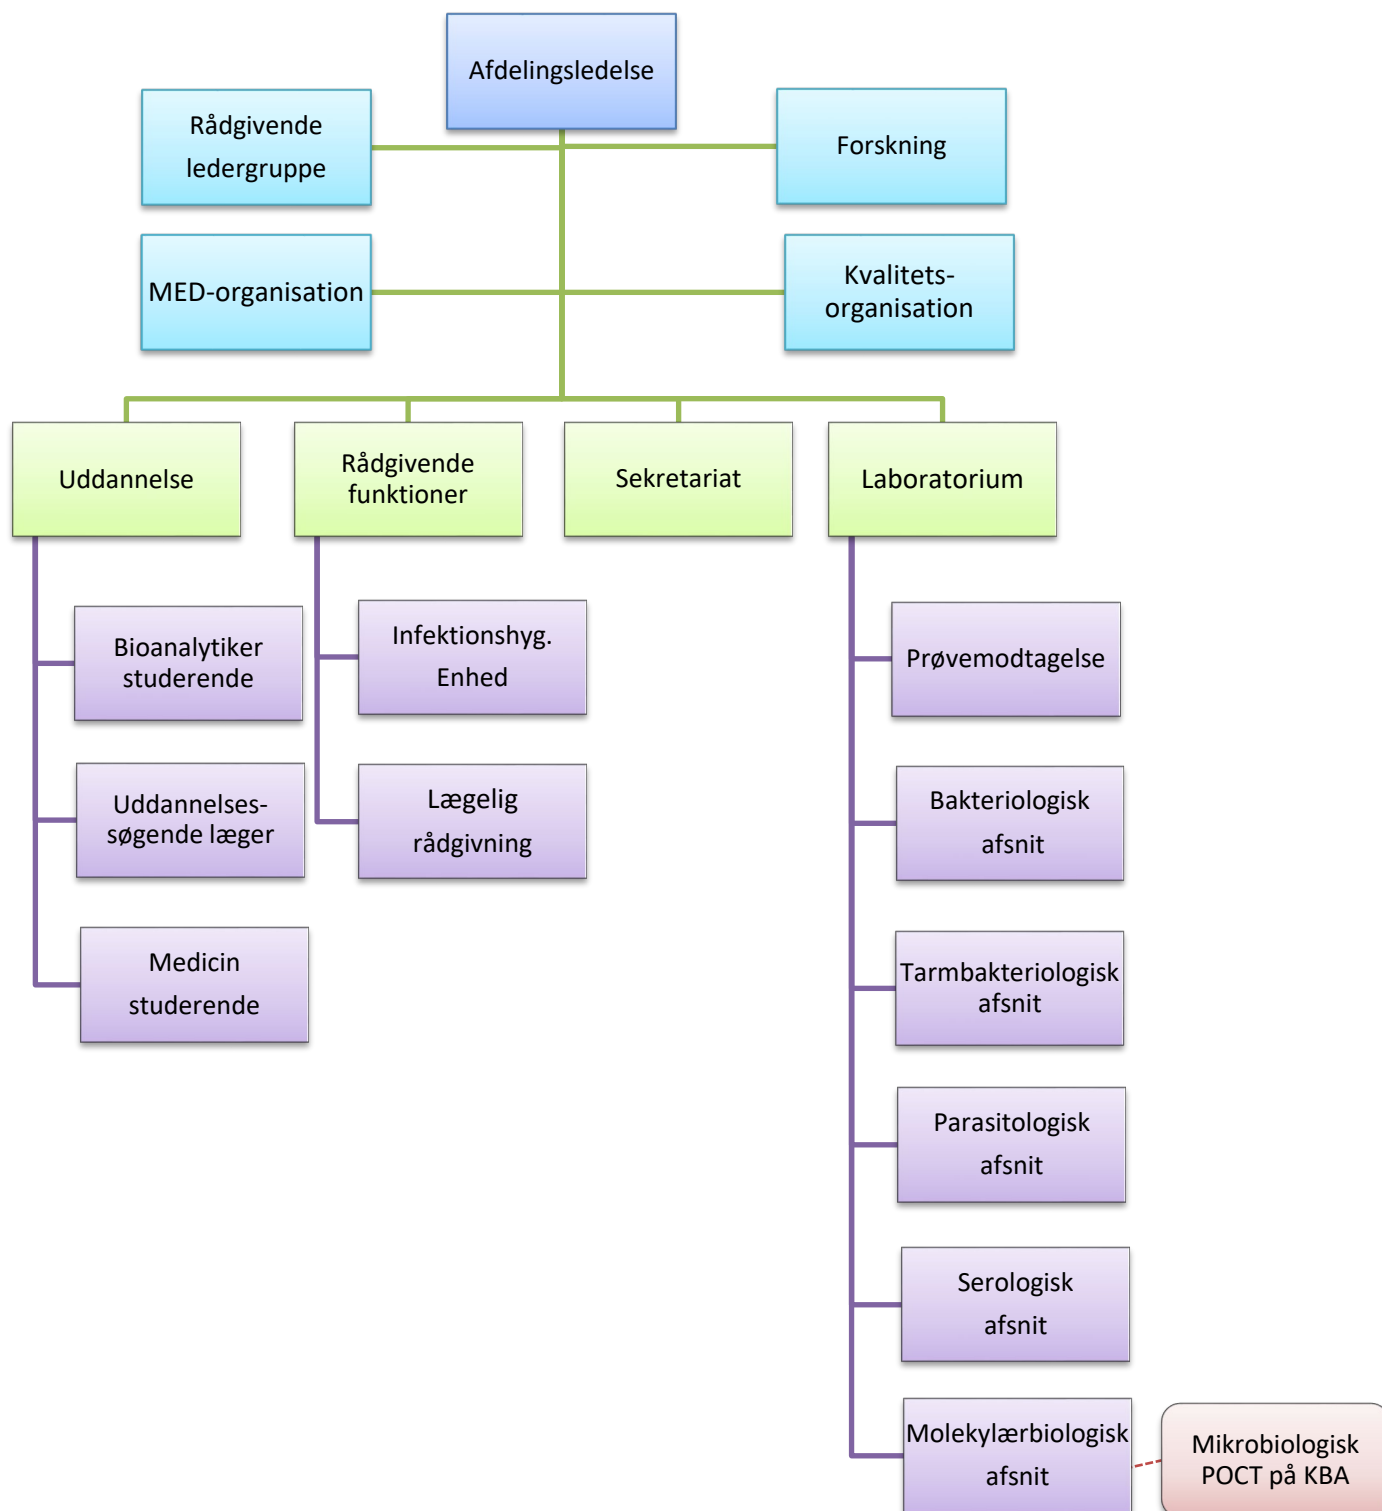 Afdelingsledelse
Rådgivende
ledergruppe
Forskning
MED-organisation
Kvalitets-
organisation
Uddannelse
Rådgivende
funktioner
Sekretariat
Laboratorium
Bioanalytiker
studerende
Uddannelses-
søgende læger
Medicin
studerende
Infektionshyg.
Enhed
Lægelig
rådgivning
Prøvemodtagelse
Bakteriologisk
afsnit
Tarmbakteriologisk
afsnit
Parasitologisk
afsnit
Serologisk
afsnit
Molekylærbiologisk
afsnit
Mikrobiologisk
POCT på KBA